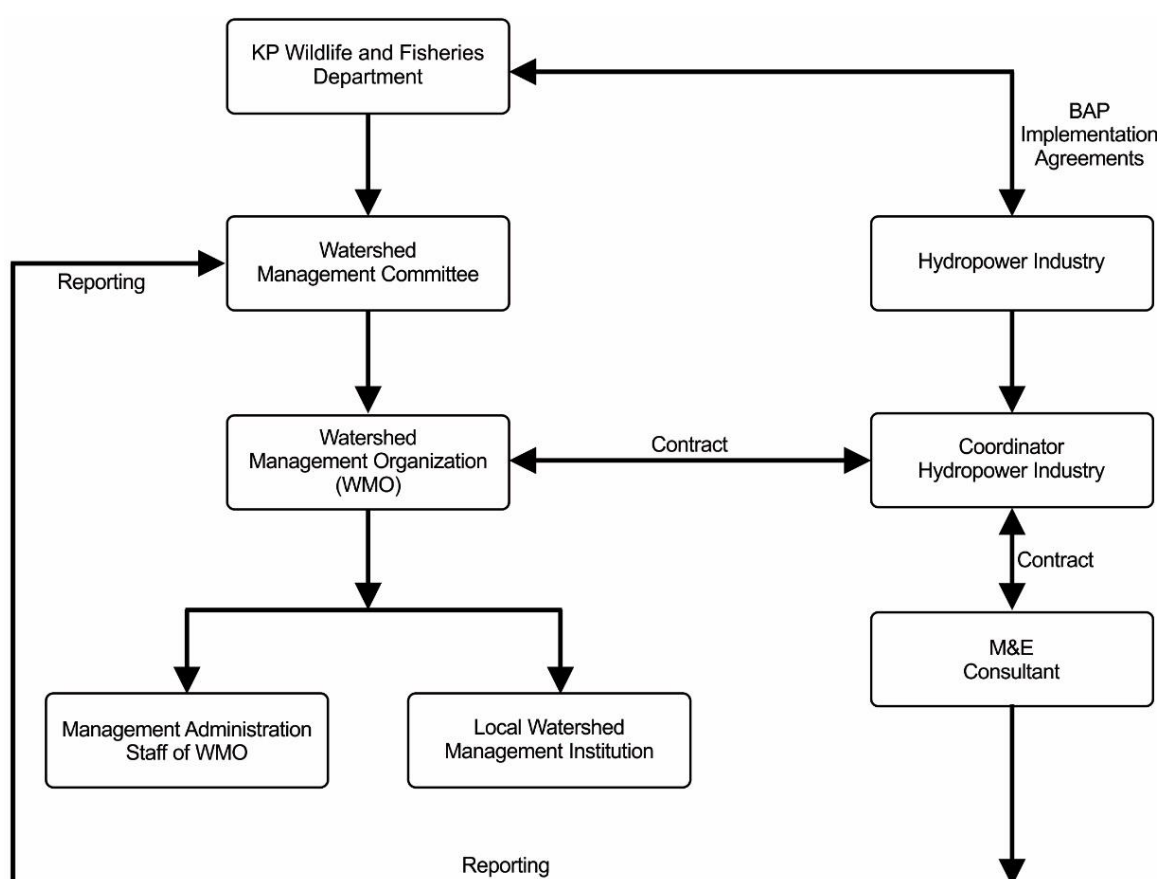 KP Wildlife and Fisheries
Department
BAP
Implementation
Agreements
Watershed
Management Committee
Hydropower Industry
Reporting
Watershed
Management Organization
(WMO)
Contract
Coordinator
Hydropower Industry
Contract
M&E
Consultant
Management Administration
Staff of WMO
Local Watershed
Management Institution
Reporting